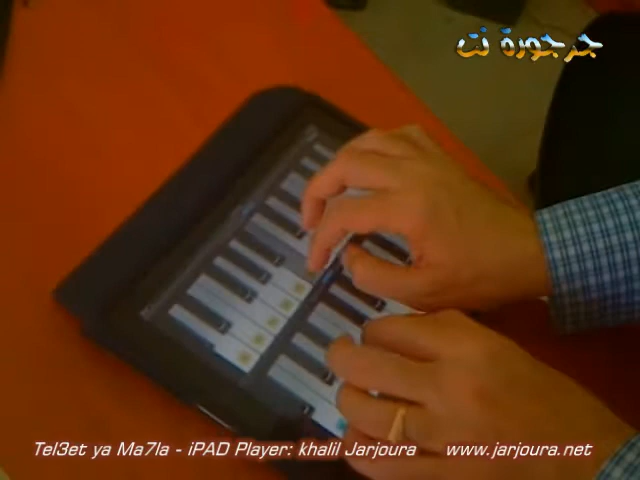 جرجورة نت
Tel3et ya Ma7la - iPAD Player: khalil Jarjoura www.jarjoura.net